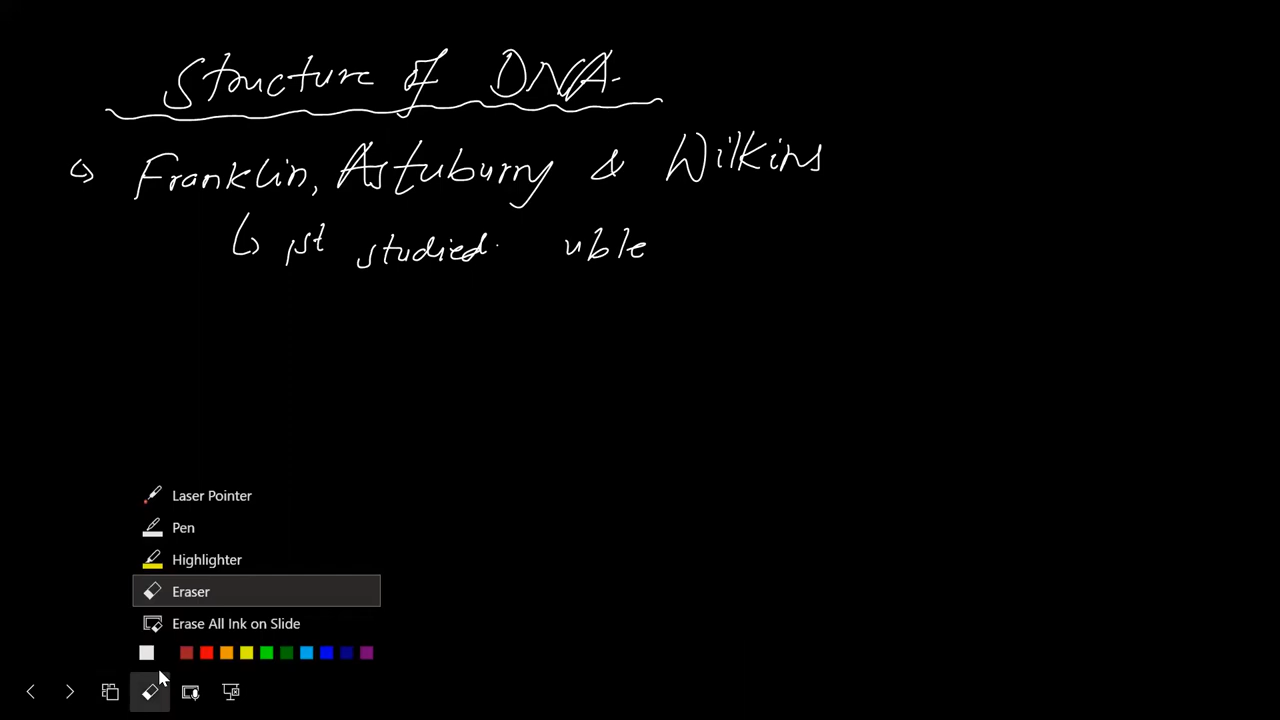 Structure of DNA
Franklin, Astuburry & Wilkins
1st studied uble
Laser Pointer
Pen
Highlighter
Eraser
Erase All Ink on Slide